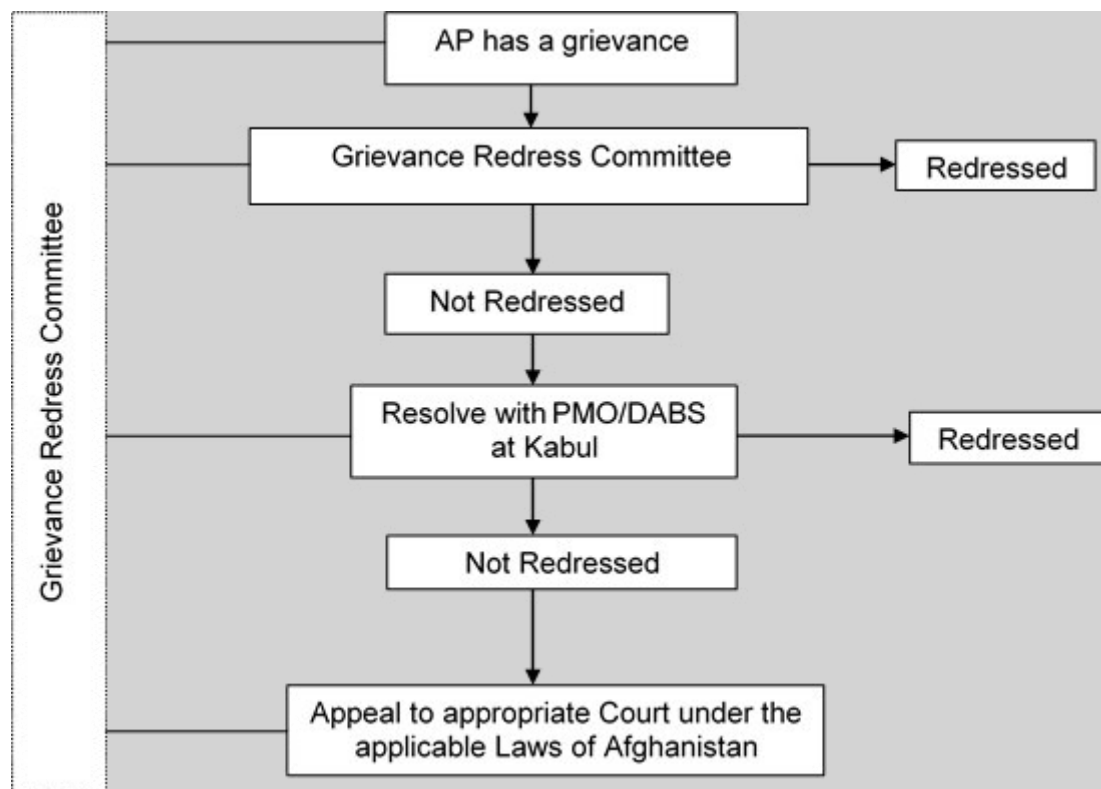 AP has a grievance
Grievance Redress Committee
Redressed
Not Redressed
Resolve with PMO/DABS
at Kabul
Redressed
Not Redressed
Appeal to appropriate Court under the
applicable Laws of Afghanistan
Grievance Redress Committee